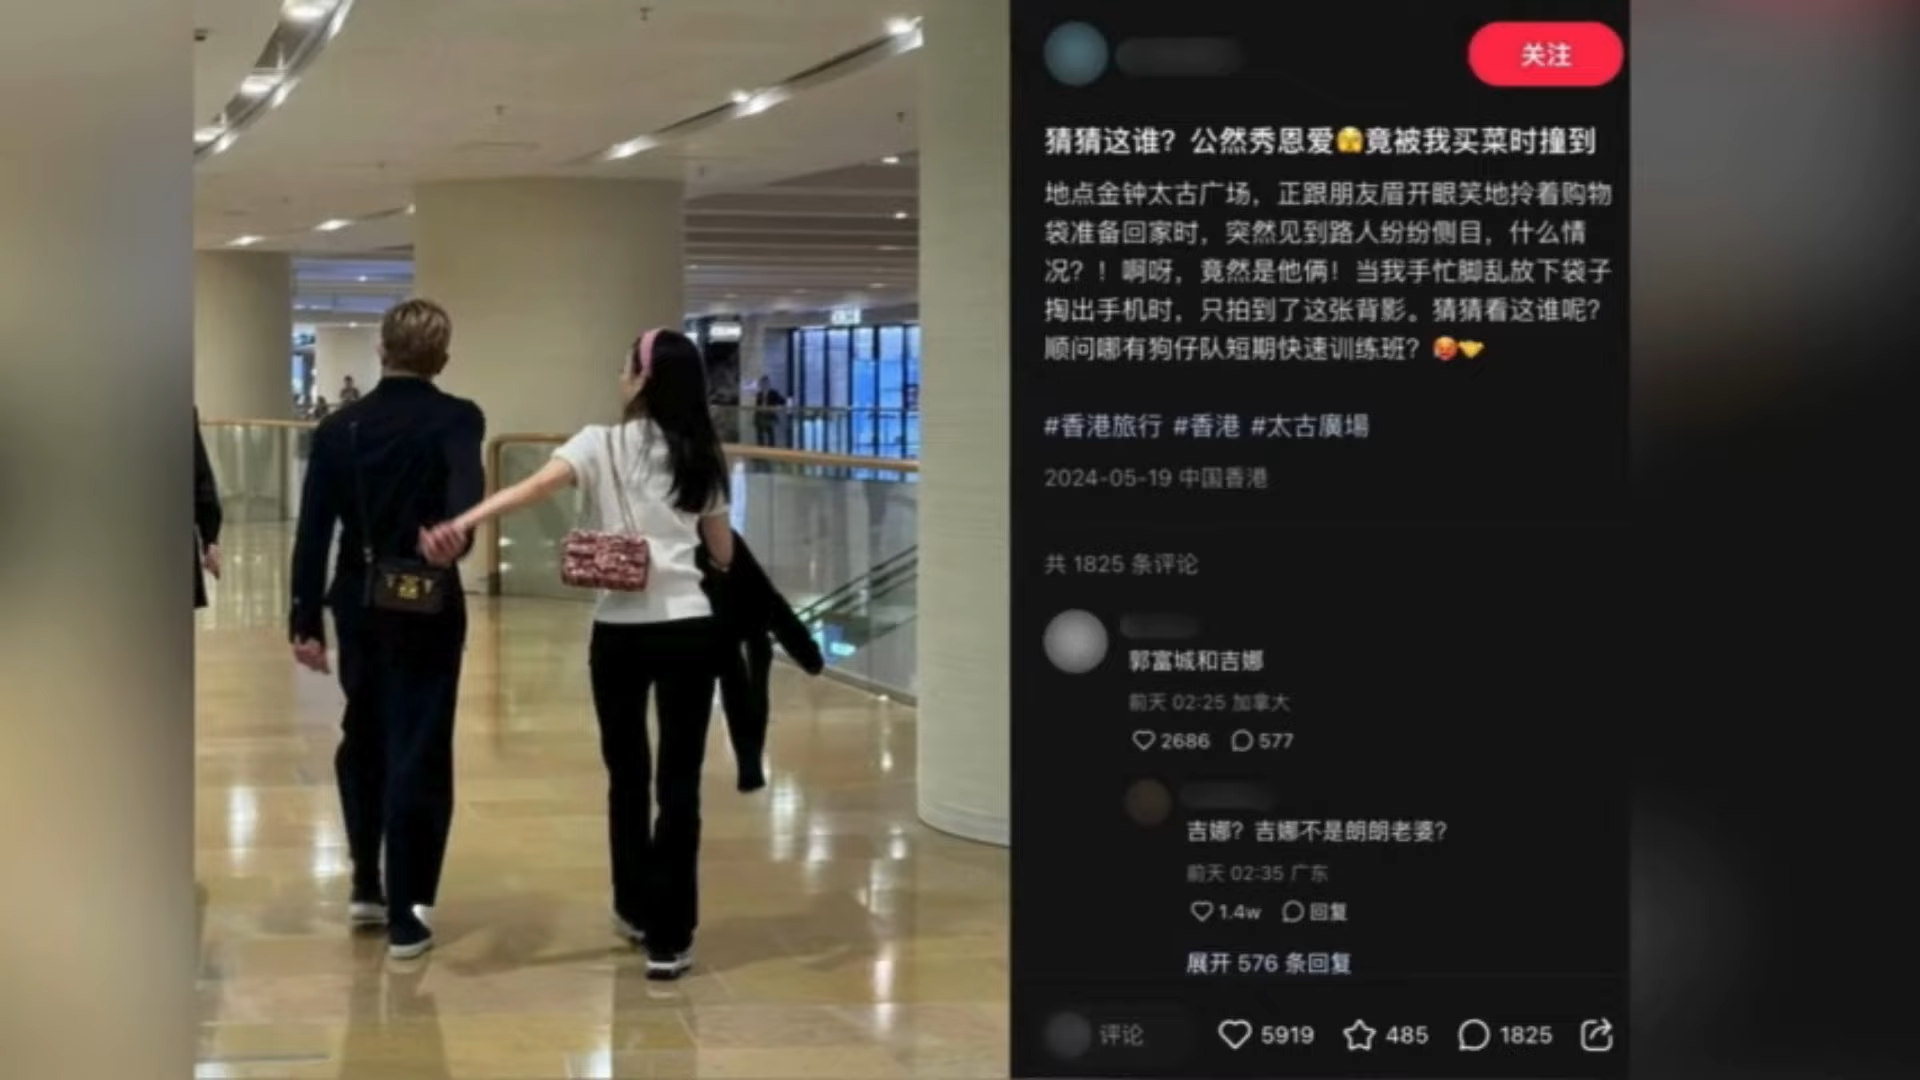 关注
猜猜这谁？公然秀恩爱🫣竟被我买菜时撞到
地点金钟太古广场，正跟朋友眉开眼笑地拎着购物
袋准备回家时，突然见到路人纷纷侧目，什么情
况？！啊呀，竟然是他俩！当我手忙脚乱放下袋子
掏出手机时，只拍到了这张背影。猜猜看这谁呢？
顺问哪有狗仔队短期快速训练班？
#香港旅行 #香港 #太古廣場
2024-05-19 中国香港
共 1825 条评论
郭富城和吉娜
前天 02:25 加拿大
2686 577
吉娜？吉娜不是朗朗老婆？
前天 02:35 广东
1.4w 回复
展开 576 条回复
评论 5919 485 1825